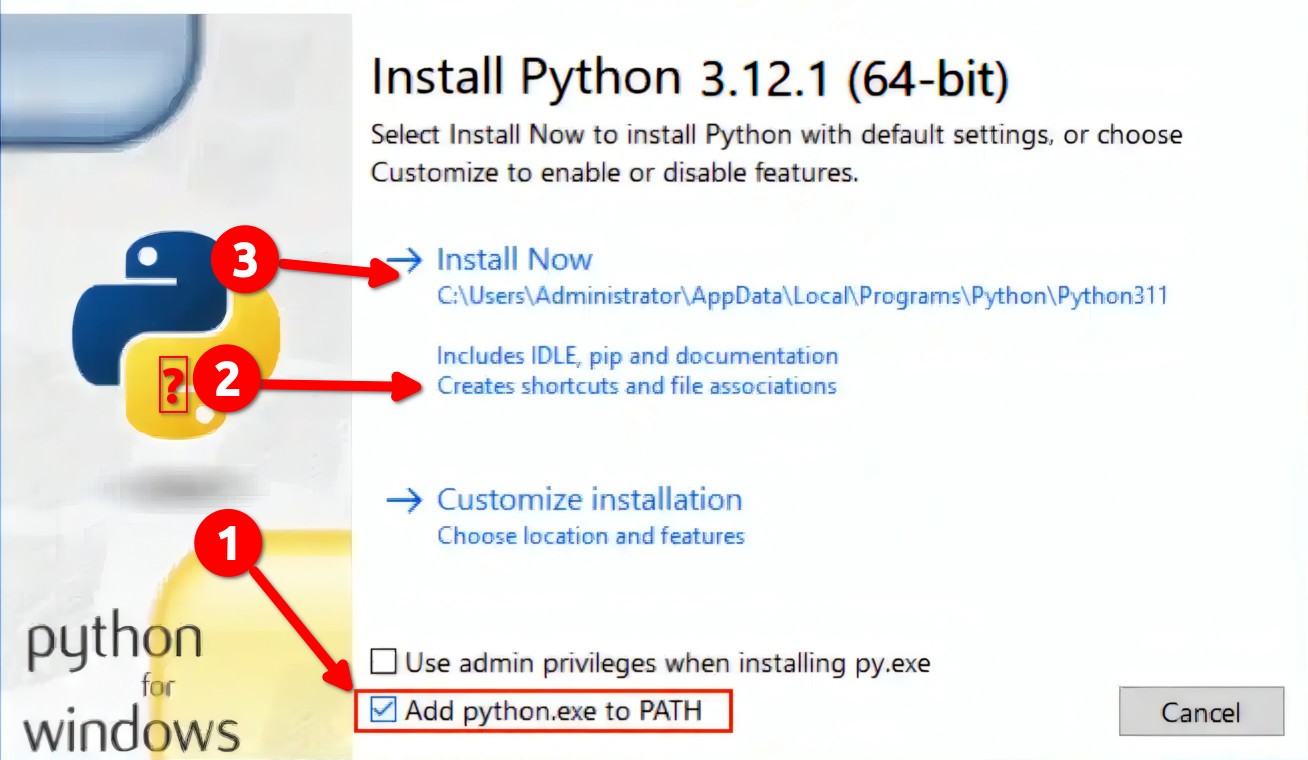 Install Python 3.12.1 (64-bit)
Select Install Now to install Python with default settings, or choose
Customize to enable or disable features.
3
→ Install Now
C:\Users\Administrator\AppData\Local\Programs\Python\Python311
Includes IDLE, pip and documentation
? 2
Creates shortcuts and file associations
→ Customize installation
Choose location and features
1
python
for
windows
Use admin privileges when installing py.exe
Add python.exe to PATH
Cancel